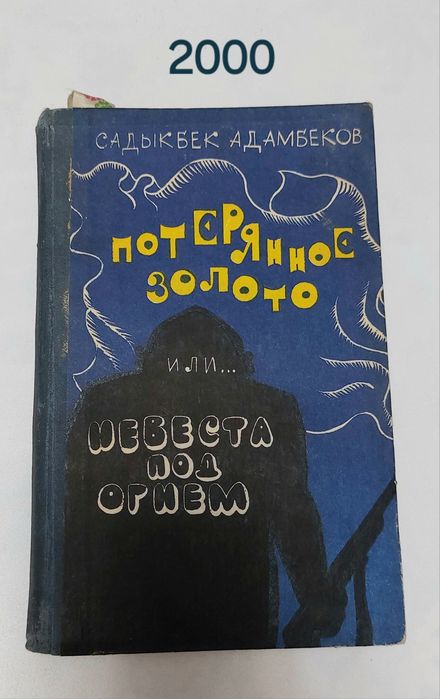 2000
САДЫКБЕК АДАМБЕКОВ
ПОТЕРЯННОЕ
ЗОЛОТО
ИЛИ...
НЕВЕСТА
ПОД
ОГНЕМ